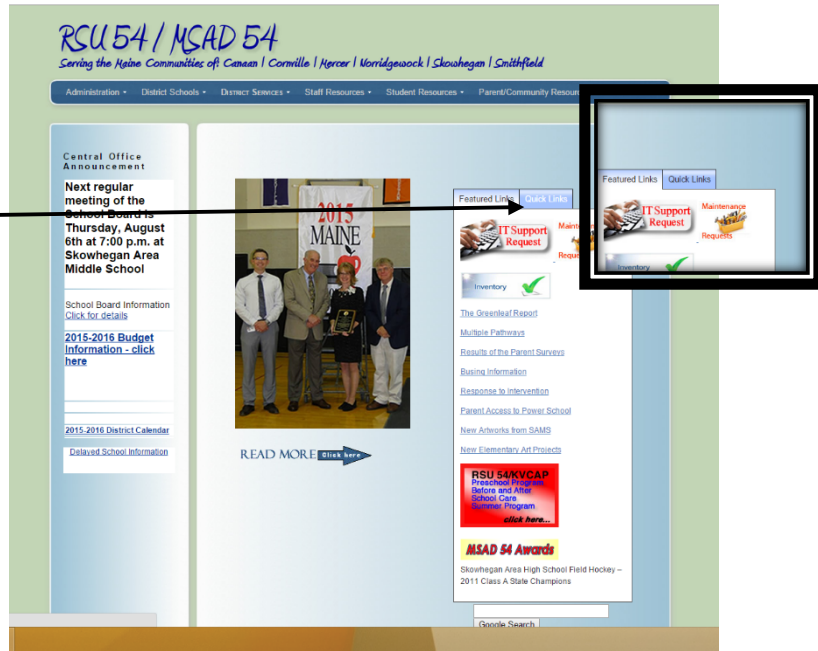 RSU 54 / MSAD 54
Serving the Maine Communities of: Canaan | Cornville | Mercer | Norridgewock | Skowhegan | Smithfield
Administration
District Schools
District Services
Staff Resources
Student Resources
Parent/Community Resour
Central Office
Announcement
Next regular
meeting of the
School Board is
Thursday, August
6th at 7:00 p.m. at
Skowhegan Area
Middle School
School Board Information
Click for details
2015-2016 Budget
Information - click
here
2015-2016 District Calendar
Delayed School Information
2015
MAINE
READ MORE Click here
Featured Links Quick Links
IT Support
Request
Maint
Req
Inventory
The Greenleaf Report
Multiple Pathways
Results of the Parent Surveys
Busing Information
Response to Intervention
Parent Access to Power School
New Artworks from SAMS
New Elementary Art Projects
RSU 54/KVCAP
Preschool Program
Before and After
School Care
Summer Program
click here...
MSAD 54 Awards
Skowhegan Area High School Field Hockey –
2011 Class A State Champions
Google Search
Featured Links Quick Links
IT Support
Request
Maintenance
Requests
Inventory